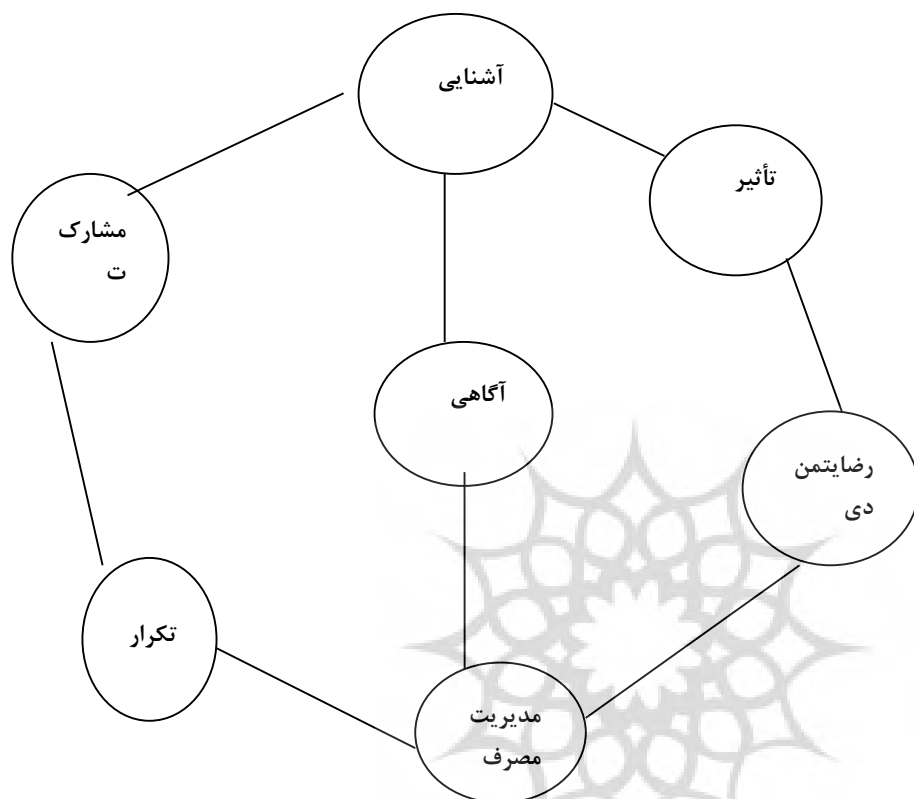 آشنایی
تأثیر
مشارک
ت
آگاهی
رضایتمن
دی
تکرار
مدیریت
مصرف